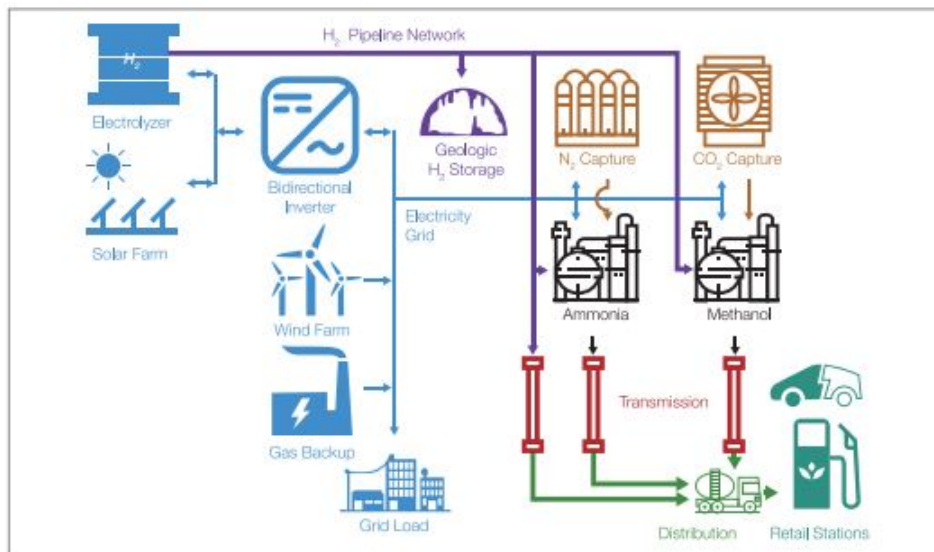 H₂ Pipeline Network
H₂
Electrolyzer
Geologic
H₂ Storage
N₂ Capture
CO₂ Capture
Bidirectional
Inverter
Solar Farm
Electricity
Grid
Wind Farm
Ammonia
Methanol
Gas Backup
Transmission
Grid Load
Distribution
Retail Stations